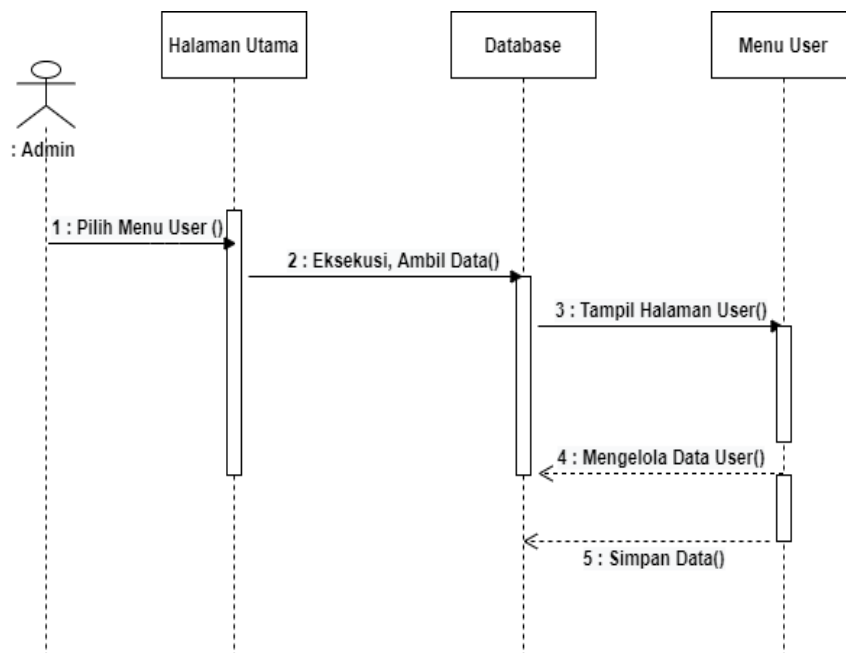 Halaman Utama
Database
Menu User
: Admin
1 : Pilih Menu User ()
2 : Eksekusi, Ambil Data()
3 : Tampil Halaman User()
4 : Mengelola Data User()
5 : Simpan Data()